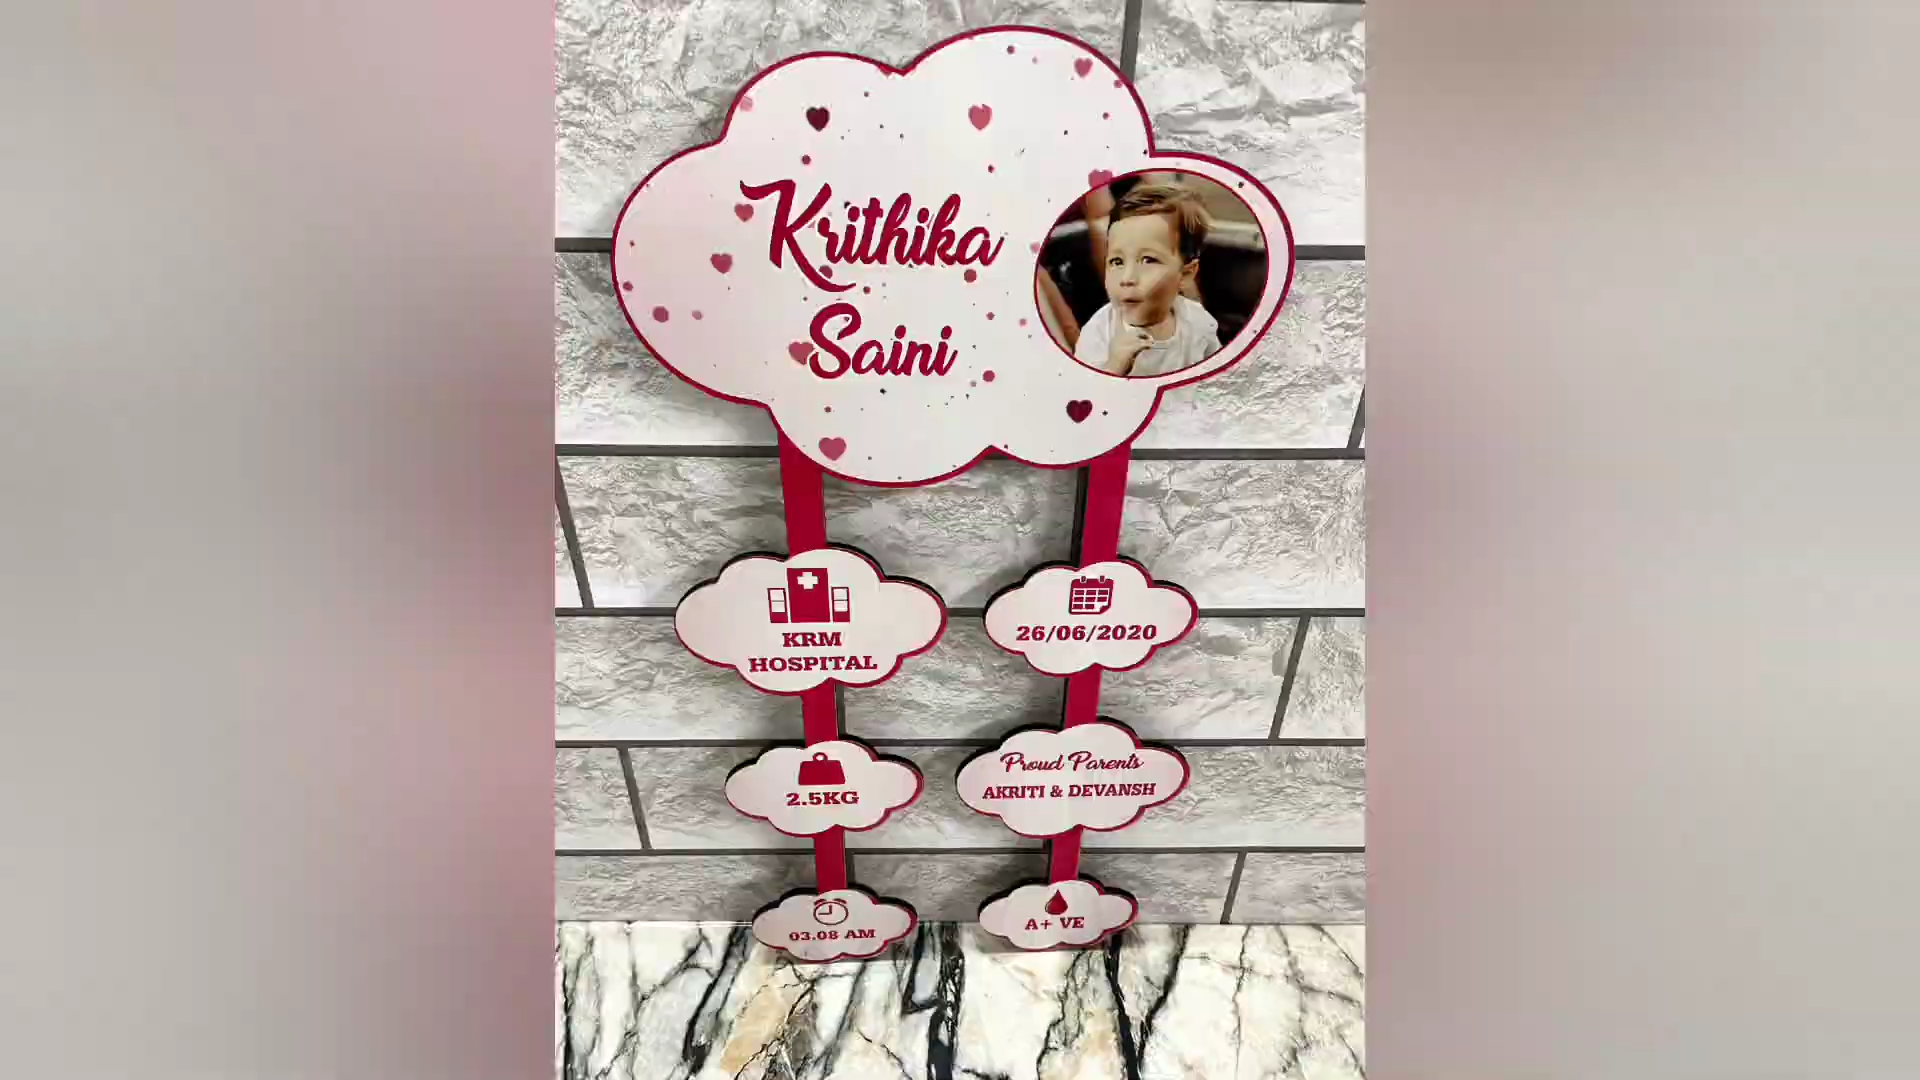 Krithika
Saini
KRM
HOSPITAL
26/06/2020
2.5KG
Proud Parents
AKRITI & DEVANSH
03.08 AM
A+ VE